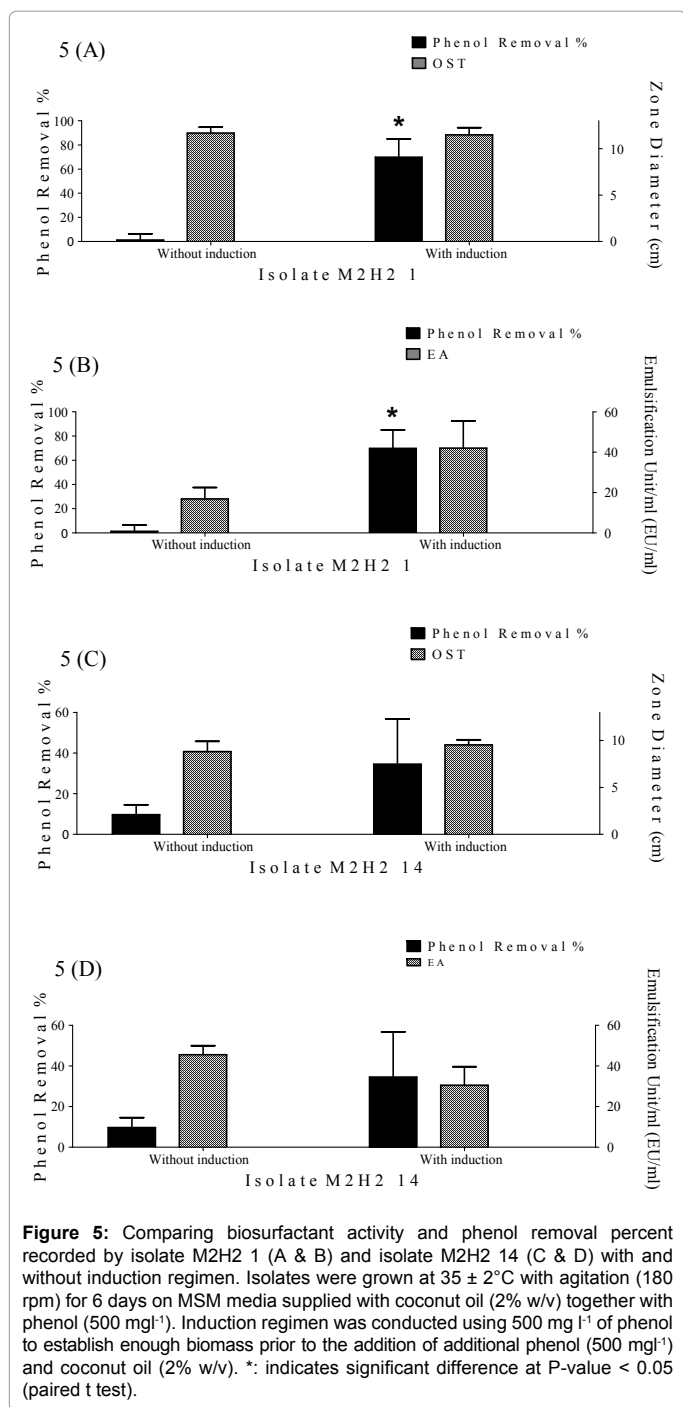 5 (A)
Phenol Removal %
OST
Phenol Removal %
100
80
60
40
20
0
*
10
5
0
Zone Diameter (cm)
Without induction
With induction
Isolate M2H2 1
5 (B)
Phenol Removal %
EA
Phenol Removal %
100
80
60
40
20
0
*
60
40
20
0
Emulsification Unit/ml (EU/ml)
Without induction
With induction
Isolate M2H2 1
5 (C)
Phenol Removal %
OST
Phenol Removal %
60
40
20
0
10
5
0
Zone Diameter (cm)
Without induction
With induction
Isolate M2H2 14
5 (D)
Phenol Removal %
EA
Phenol Removal %
60
40
20
0
60
40
20
0
Emulsification Unit/ml (EU/ml)
Without induction
With induction
Isolate M2H2 14
Figure 5: Comparing biosurfactant activity and phenol removal percent
recorded by isolate M2H2 1 (A & B) and isolate M2H2 14 (C & D) with and
without induction regimen. Isolates were grown at 35 ± 2°C with agitation (180
rpm) for 6 days on MSM media supplied with coconut oil (2% w/v) together with
phenol (500 mgl⁻¹). Induction regimen was conducted using 500 mg l⁻¹ of phenol
to establish enough biomass prior to the addition of additional phenol (500 mgl⁻¹)
and coconut oil (2% w/v). *: indicates significant difference at P-value < 0.05
(paired t test).